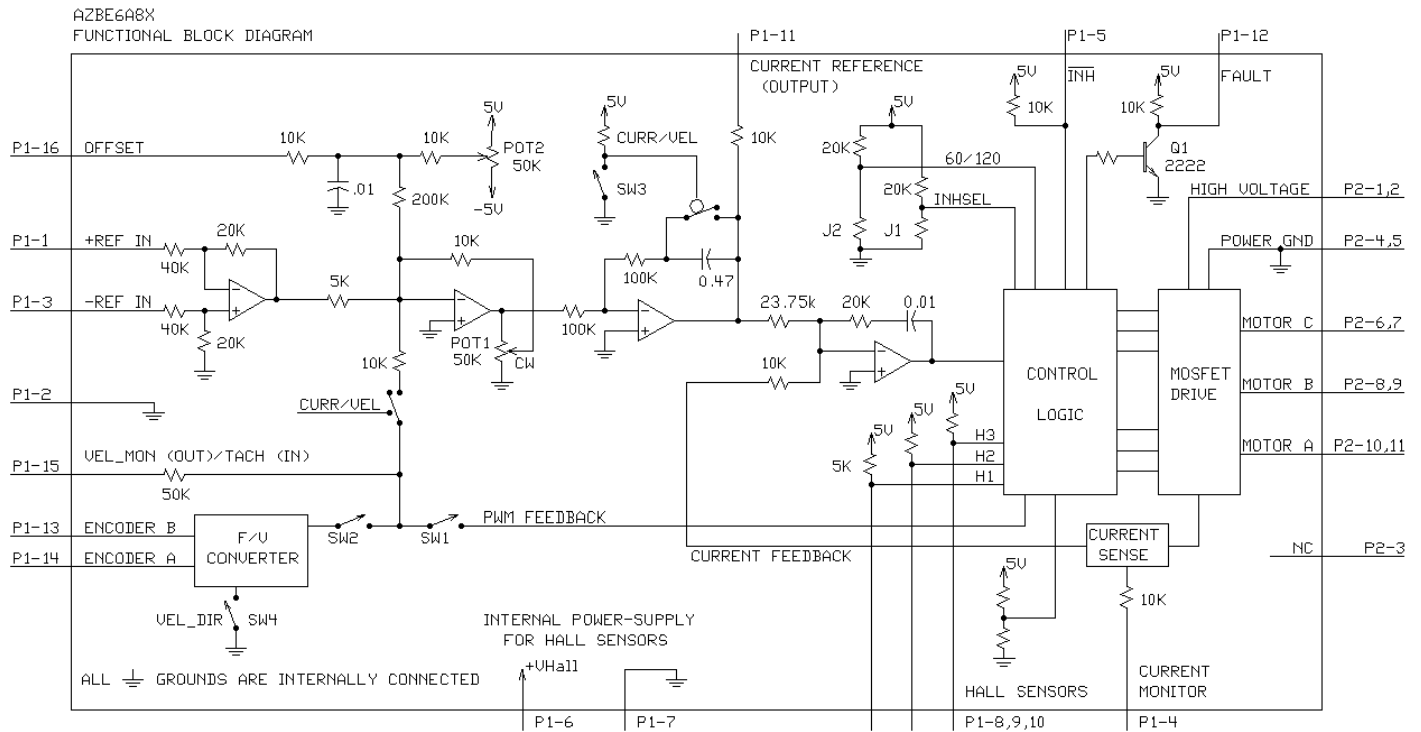 AZBE6A8X
FUNCTIONAL BLOCK DIAGRAM
P1-11
P1-5
P1-12
CURRENT REFERENCE
(OUTPUT)
5V
INH
10K
5V
10K
FAULT
P1-16
OFFSET
10K
10K
5V
POT2
50K
-5V
.01
200K
5V
CURR/VEL
SW3
10K
5V
20K
60/120
20K
INHSEL
J2
J1
Q1
2222
HIGH VOLTAGE
P2-1,2
P1-1
+REF IN
40K
20K
10K
100K
0.47
POWER GND
P2-4,5
P1-3
-REF IN
40K
20K
5K
POT1
50K
CW
100K
23.75k
20K
0.01
MOTOR C
P2-6,7
10K
10K
CONTROL
LOGIC
MOSFET
DRIVE
MOTOR B
P2-8,9
P1-2
CURR/VEL
5V
5V
5V
5K
H3
H2
H1
MOTOR A
P2-10,11
P1-15
VEL_MON (OUT)/TACH (IN)
50K
P1-13
ENCODER B
P1-14
ENCODER A
F/V
CONVERTER
SW2
SW1
PWM FEEDBACK
CURRENT FEEDBACK
CURRENT
SENSE
NC
P2-3
5V
10K
VEL_DIR
SW4
INTERNAL POWER-SUPPLY
FOR HALL SENSORS
+VHall
ALL GROUNDS ARE INTERNALLY CONNECTED
HALL SENSORS
CURRENT
MONITOR
P1-6
P1-7
P1-8,9,10
P1-4